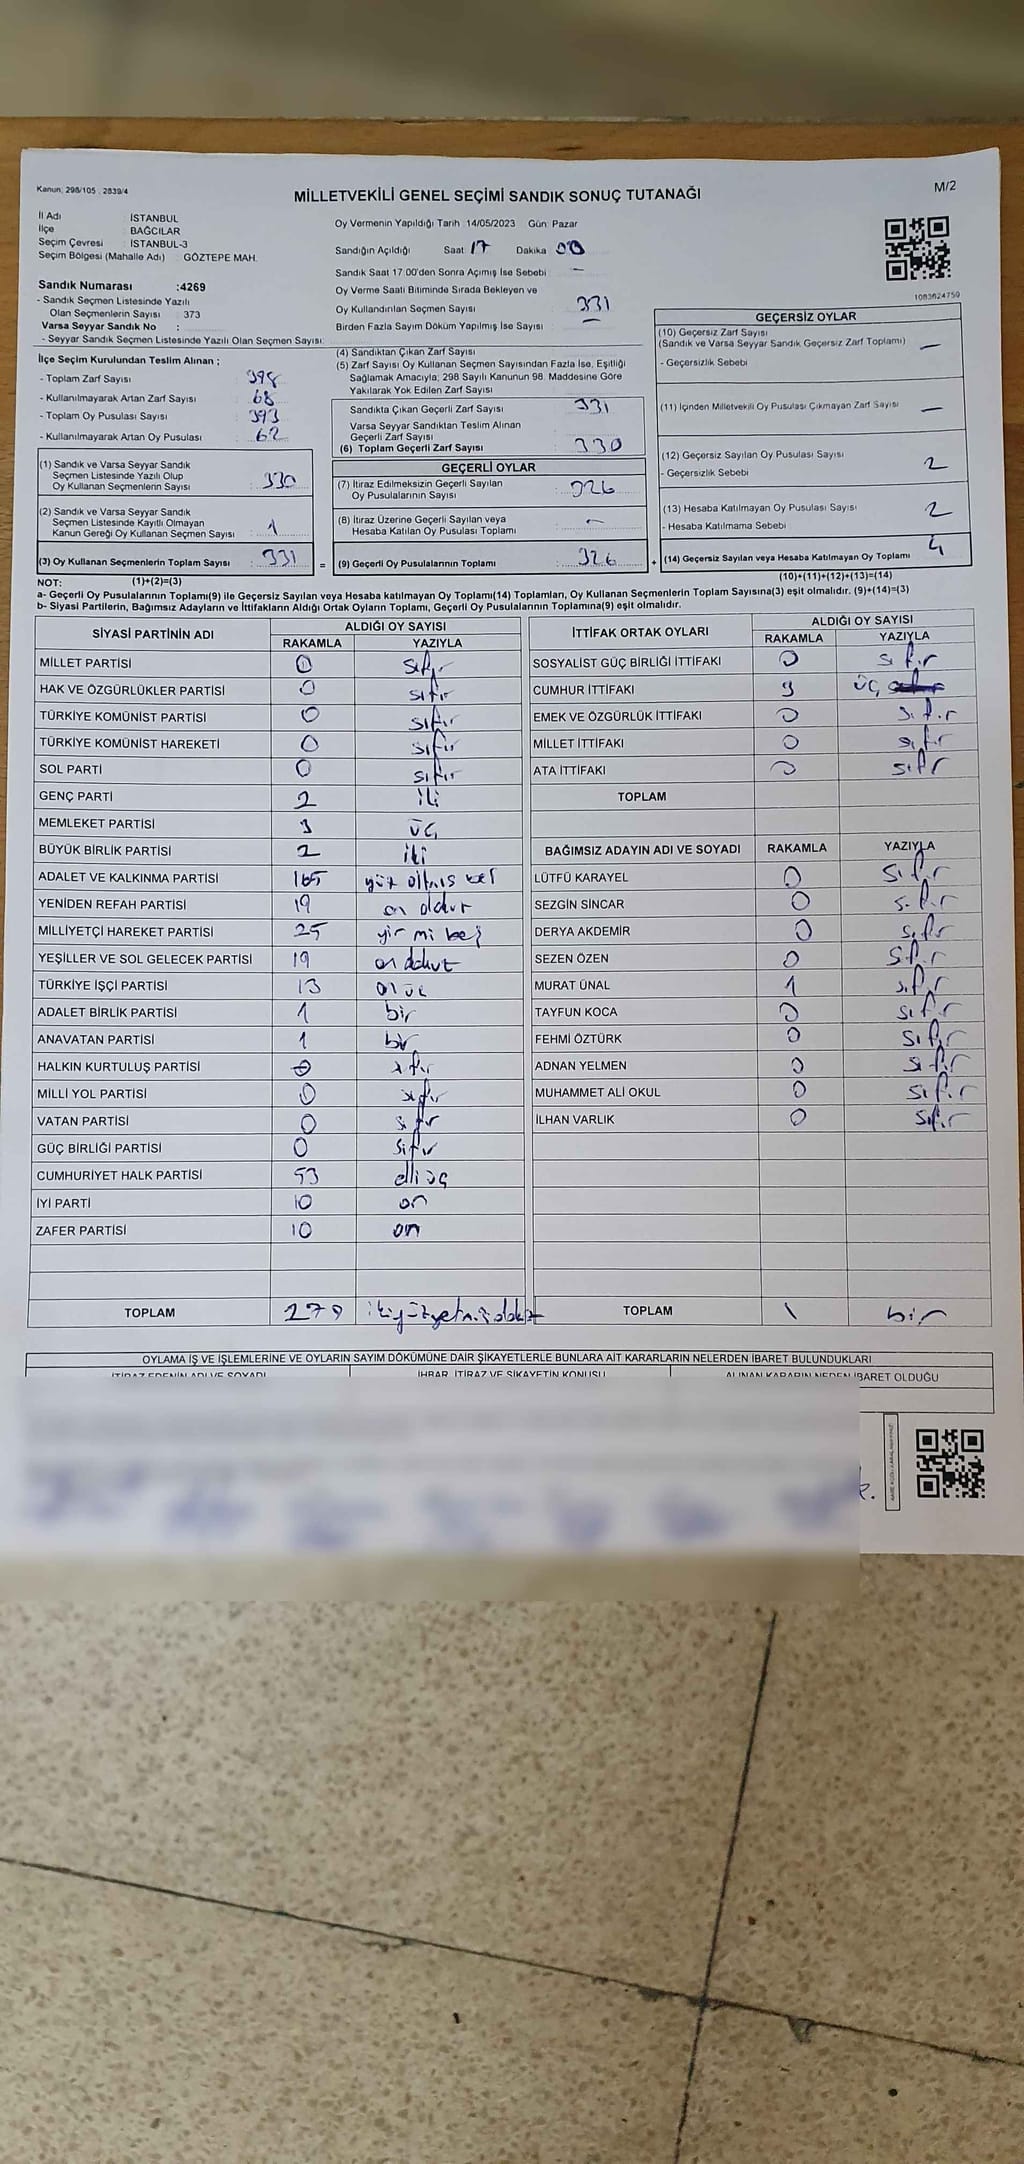 Kanun: 298/105 . 2839/4
MİLLETVEKİLİ GENEL SEÇİMİ SANDIK SONUÇ TUTANAĞI
M/2
İl Adı : İSTANBUL
İlçe : BAĞCILAR
Seçim Çevresi : İSTANBUL-3
Seçim Bölgesi (Mahalle Adı) : GÖZTEPE MAH.
Sandık Numarası :4269
- Sandık Seçmen Listesinde Yazılı
Olan Seçmenlerin Sayısı : 373
Varsa Seyyar Sandık No :
- Seyyar Sandık Seçmen Listesinde Yazılı Olan Seçmen Sayısı:
Oy Vermenin Yapıldığı Tarih :14/05/2023 Gün: Pazar
Sandığın Açıldığı Saat 17 Dakika 00
Sandık Saat 17.00'den Sonra Açımış İse Sebebi : -
Oy Verme Saati Bitiminde Sırada Bekleyen ve
Oy Kullandırılan Seçmen Sayısı : 331
Birden Fazla Sayım Döküm Yapılmış İse Sayısı : -
1083624759
İlçe Seçim Kurulundan Teslim Alınan ;
- Toplam Zarf Sayısı : 398
- Kullanılmayarak Artan Zarf Sayısı : 68
- Toplam Oy Pusulası Sayısı : 393
- Kullanılmayarak Artan Oy Pusulası : 62
(1) Sandık ve Varsa Seyyar Sandık
Seçmen Listesinde Yazılı Olup
Oy Kullanan Seçmenlerin Sayısı : 330
(2) Sandık ve Varsa Seyyar Sandık
Seçmen Listesinde Kayıtlı Olmayan
Kanun Gereği Oy Kullanan Seçmen Sayısı : 1
(3) Oy Kullanan Seçmenlerin Toplam Sayısı : 331 =
(4) Sandıktan Çıkan Zarf Sayısı
(5) Zarf Sayısı Oy Kullanan Seçmen Sayısından Fazla İse, Eşitliği
Sağlamak Amacıyla; 298 Sayılı Kanunun 98. Maddesine Göre
Yakılarak Yok Edilen Zarf Sayısı
Sandıkta Çıkan Geçerli Zarf Sayısı : 331
Varsa Seyyar Sandıktan Teslim Alınan
Geçerli Zarf Sayısı
(6) Toplam Geçerli Zarf Sayısı : 330
GEÇERLİ OYLAR
(7) İtiraz Edilmeksizin Geçerli Sayılan
Oy Pusulalarının Sayısı : 326
(8) İtiraz Üzerine Geçerli Sayılan veya
Hesaba Katılan Oy Pusulası Toplamı : -
(9) Geçerli Oy Pusulalarının Toplamı : 326 +
GEÇERSİZ OYLAR
(10) Geçersiz Zarf Sayısı
(Sandık ve Varsa Seyyar Sandık Geçersiz Zarf Toplamı) : -
- Geçersizlik Sebebi
(11) İçinden Milletvekili Oy Pusulası Çıkmayan Zarf Sayısı : -
(12) Geçersiz Sayılan Oy Pusulası Sayısı : 2
- Geçersizlik Sebebi
(13) Hesaba Katılmayan Oy Pusulası Sayısı : 2
- Hesaba Katılmama Sebebi
(14) Geçersiz Sayılan veya Hesaba Katılmayan Oy Toplamı : 4
NOT: (1)+(2)=(3) (10)+(11)+(12)+(13)=(14)
a- Geçerli Oy Pusulalarının Toplamı(9) ile Geçersiz Sayılan veya Hesaba katılmayan Oy Toplamı(14) Toplamları, Oy Kullanan Seçmenlerin Toplam Sayısına(3) eşit olmalıdır. (9)+(14)=(3)
b- Siyasi Partilerin, Bağımsız Adayların ve İttifakların Aldığı Ortak Oyların Toplamı, Geçerli Oy Pusulalarının Toplamına(9) eşit olmalıdır.
SİYASİ PARTİNİN ADI ALDIĞI OY SAYISI
RAKAMLA YAZIYLA
MİLLET PARTİSİ 0 sıfır
HAK VE ÖZGÜRLÜKLER PARTİSİ 0 sıfır
TÜRKİYE KOMÜNİST PARTİSİ 0 sıfır
TÜRKİYE KOMÜNİST HAREKETİ 0 sıfır
SOL PARTİ 0 sıfır
GENÇ PARTİ 2 iki
MEMLEKET PARTİSİ 3 üç
BÜYÜK BİRLİK PARTİSİ 2 iki
ADALET VE KALKINMA PARTİSİ 165 yüz altmış beş
YENİDEN REFAH PARTİSİ 19 on dokuz
MİLLİYETÇİ HAREKET PARTİSİ 25 yirmi beş
YEŞİLLER VE SOL GELECEK PARTİSİ 19 on dokuz
TÜRKİYE İŞÇİ PARTİSİ 13 on üç
ADALET BİRLİK PARTİSİ 1 bir
ANAVATAN PARTİSİ 1 bir
HALKIN KURTULUŞ PARTİSİ 0 sıfır
MİLLİ YOL PARTİSİ 0 sıfır
VATAN PARTİSİ 0 sıfır
GÜÇ BİRLİĞİ PARTİSİ 0 sıfır
CUMHURİYET HALK PARTİSİ 53 elli üç
İYİ PARTİ 10 on
ZAFER PARTİSİ 10 on
TOPLAM 279 ikiyüzyetmişdokuz
İTTİFAK ORTAK OYLARI ALDIĞI OY SAYISI
RAKAMLA YAZIYLA
SOSYALİST GÜÇ BİRLİĞİ İTTİFAKI 0 sıfır
CUMHUR İTTİFAKI 3 üç
EMEK VE ÖZGÜRLÜK İTTİFAKI 0 sıfır
MİLLET İTTİFAKI 0 sıfır
ATA İTTİFAKI 0 sıfır
TOPLAM
BAĞIMSIZ ADAYIN ADI VE SOYADI RAKAMLA YAZIYLA
LÜTFÜ KARAYEL 0 sıfır
SEZGİN SİNCAR 0 sıfır
DERYA AKDEMİR 0 sıfır
SEZEN ÖZEN 0 sıfır
MURAT ÜNAL 1 sıfır
TAYFUN KOCA 0 sıfır
FEHMİ ÖZTÜRK 0 sıfır
ADNAN YELMEN 0 sıfır
MUHAMMET ALİ OKUL 0 sıfır
İLHAN VARLIK 0 sıfır
TOPLAM 1 bir
OYLAMA İŞ VE İŞLEMLERİNE VE OYLARIN SAYIM DÖKÜMÜNE DAİR ŞİKAYETLERLE BUNLARA AİT KARARLARIN NELERDEN İBARET BULUNDUKLARI
İTİRAZ EDENİN ADI VE SOYADI İHBAR, İTİRAZ VE ŞİKAYETİN KONUSU ALINAN KARARIN NEDEN İBARET OLDUĞU